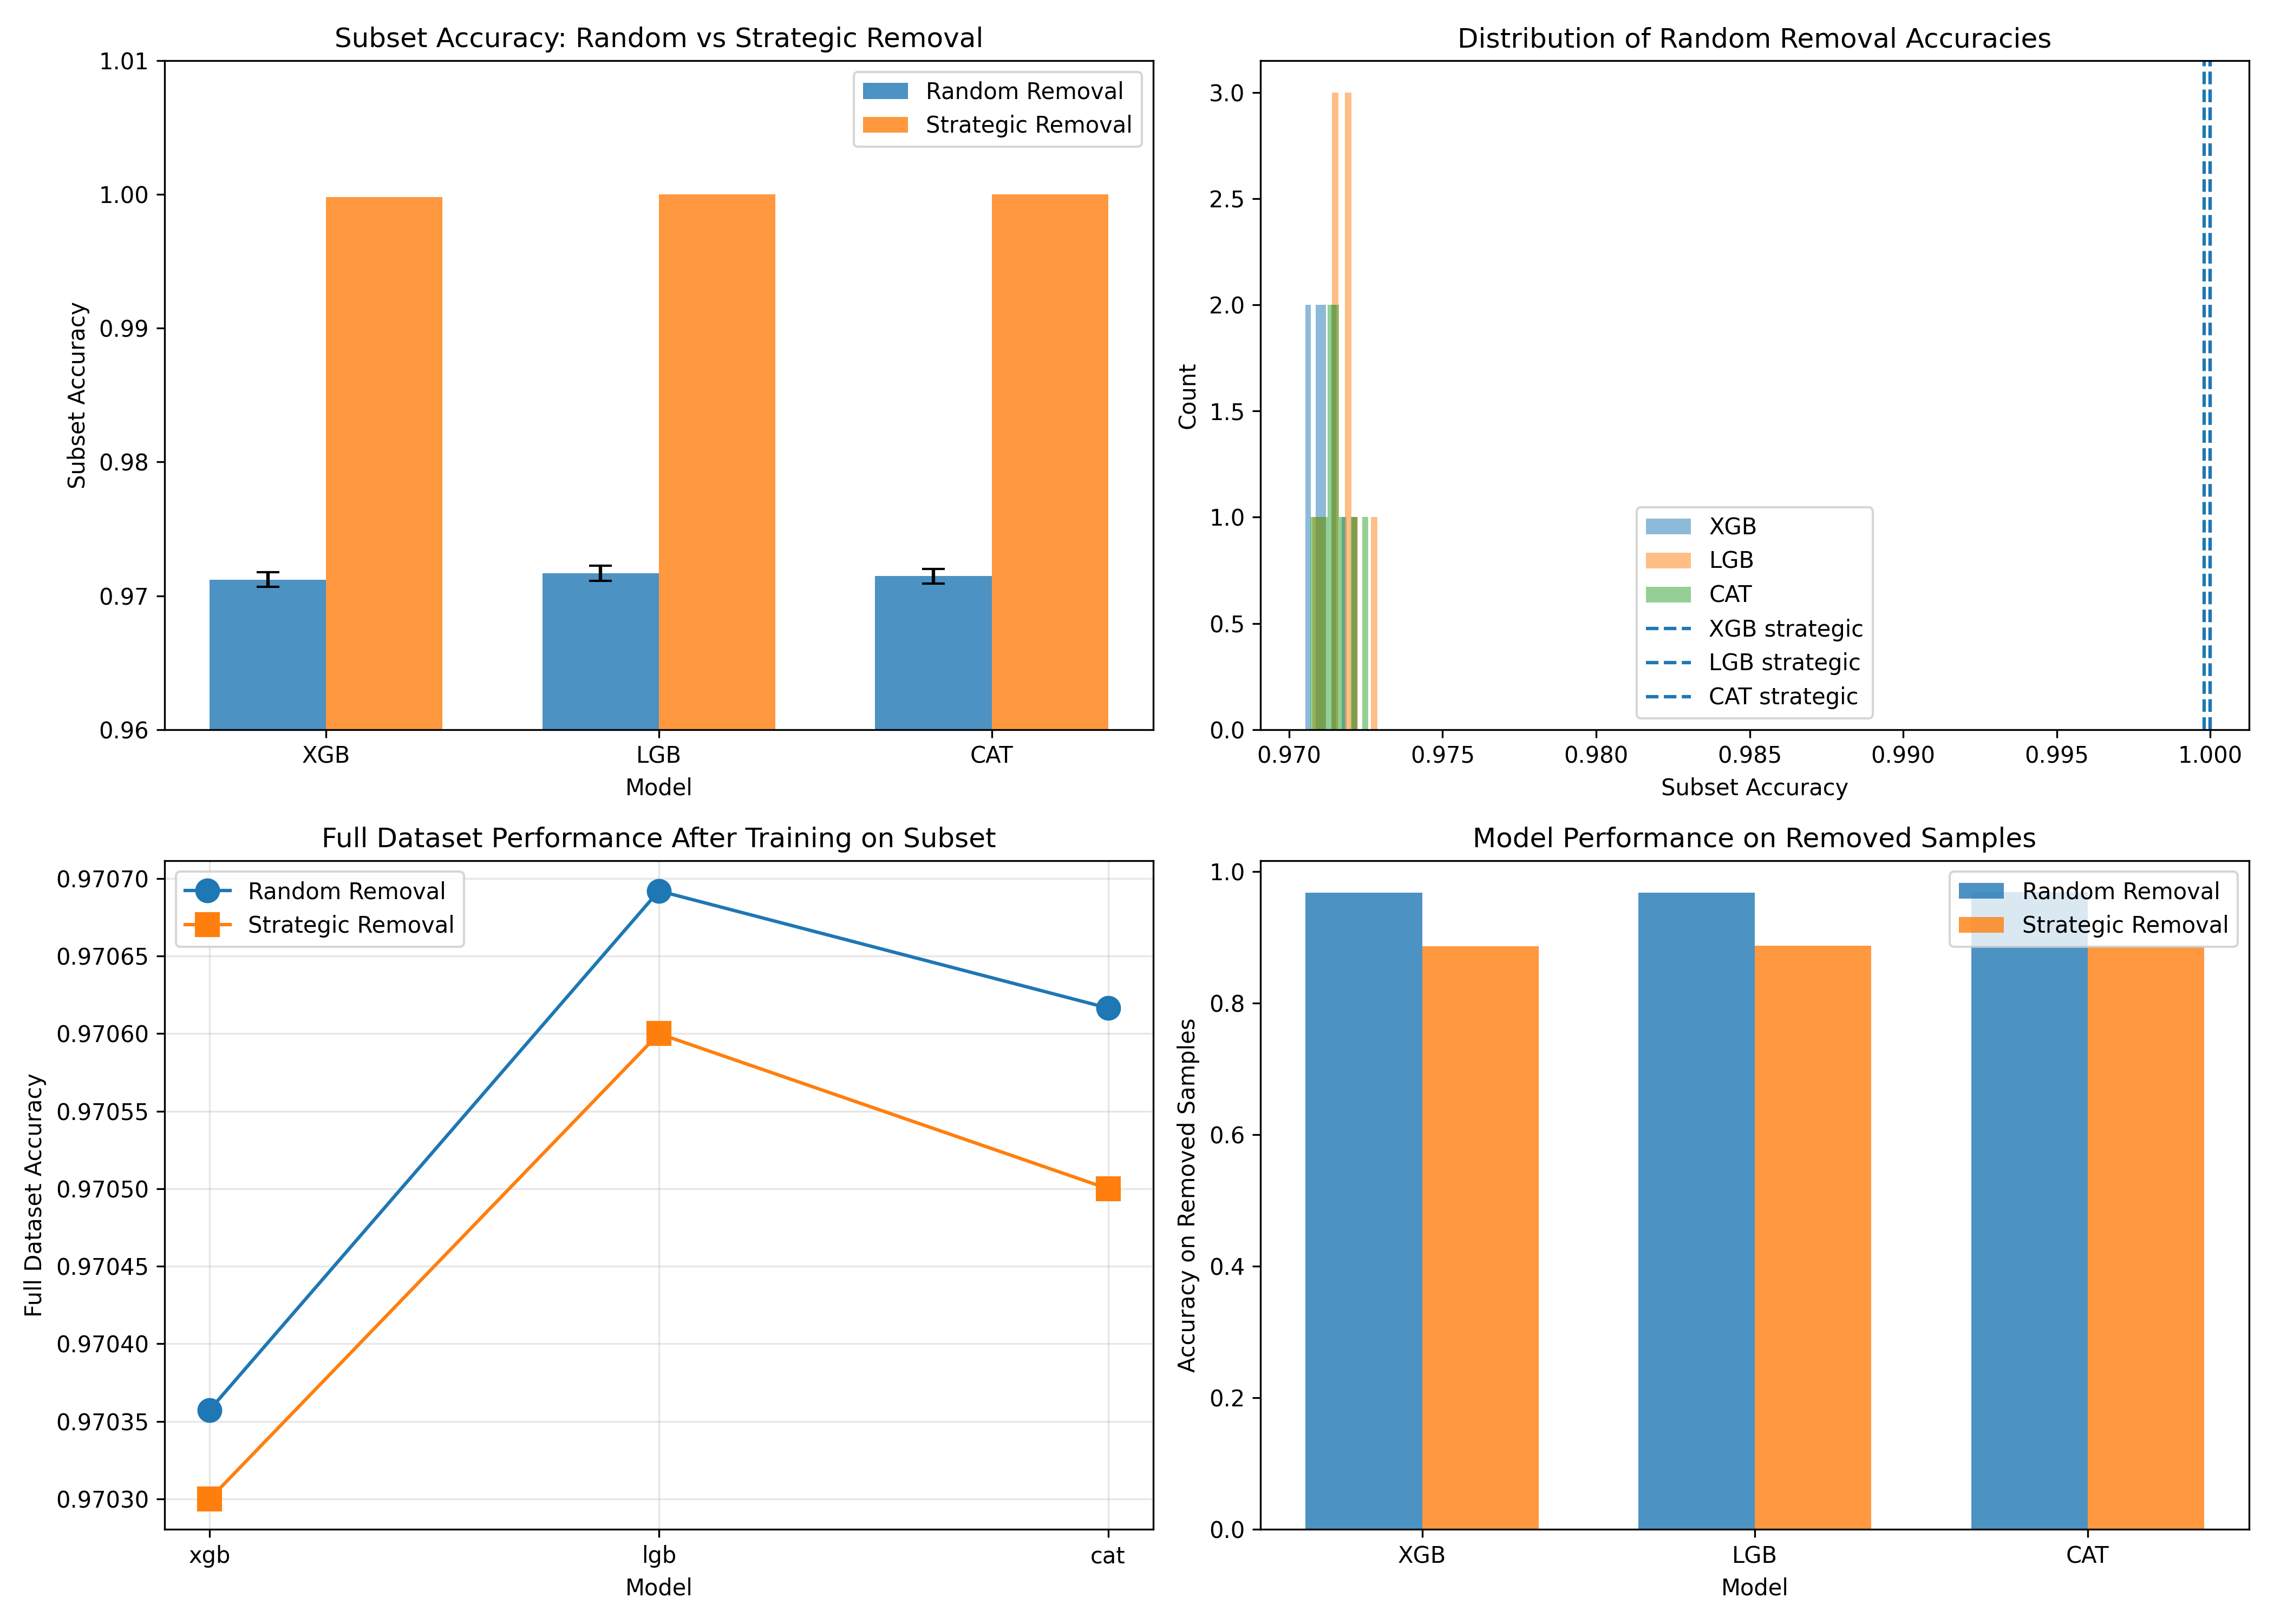 Subset Accuracy: Random vs Strategic Removal
1.01
1.00
0.99
0.98
0.97
0.96
Subset Accuracy
Random Removal
Strategic Removal
XGB
LGB
CAT
Model
Distribution of Random Removal Accuracies
3.0
2.5
2.0
1.5
1.0
0.5
0.0
Count
XGB
LGB
CAT
XGB strategic
LGB strategic
CAT strategic
0.970
0.975
0.980
0.985
0.990
0.995
1.000
Subset Accuracy
Full Dataset Performance After Training on Subset
0.97070
0.97065
0.97060
0.97055
0.97050
0.97045
0.97040
0.97035
0.97030
Full Dataset Accuracy
Random Removal
Strategic Removal
xgb
lgb
cat
Model
Model Performance on Removed Samples
1.0
0.8
0.6
0.4
0.2
0.0
Accuracy on Removed Samples
Random Removal
Strategic Removal
XGB
LGB
CAT
Model